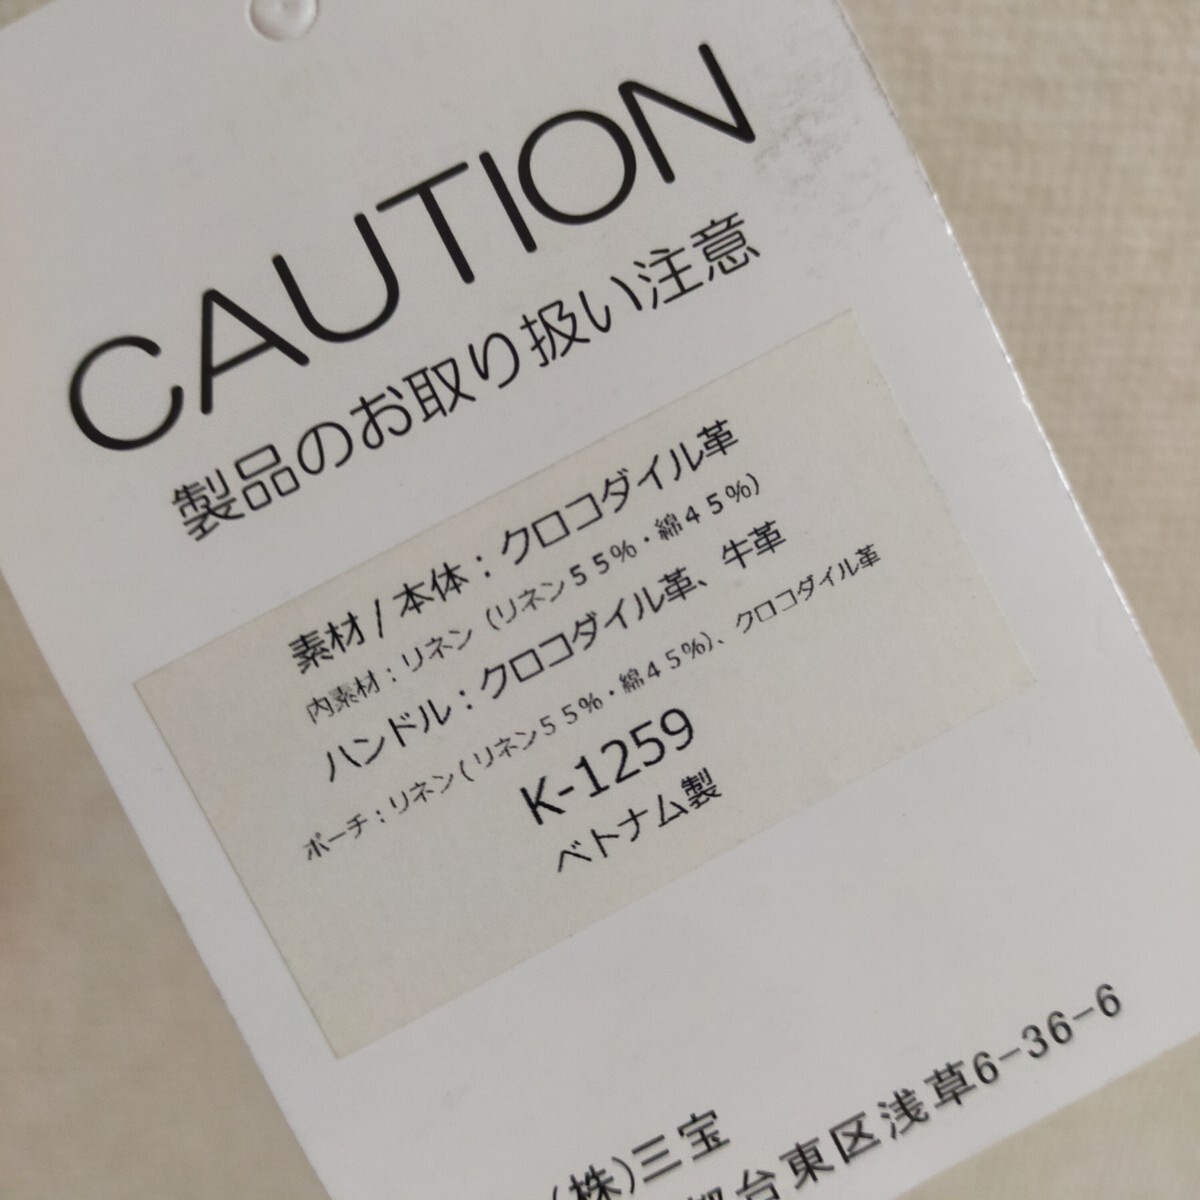 CAUTION
製品のお取り扱い注意
素材/本体：クロコダイル革
内素材：リネン（リネン５５％・綿４５％）
ハンドル：クロコダイル革、牛革
ポーチ：リネン(リネン５５％・綿４５％)、クロコダイル革
K-1259
ベトナム製
(株)三宝
都台東区浅草6-36-6